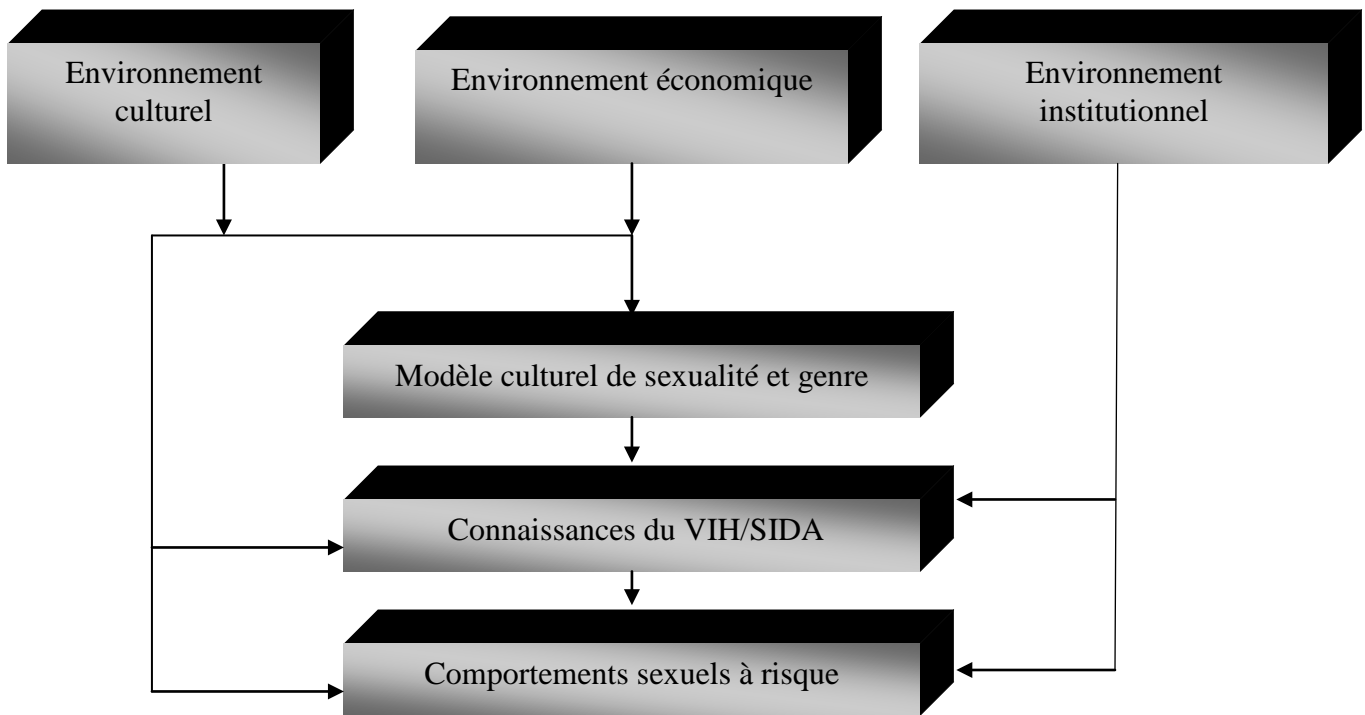 Environnement
culturel
Environnement économique
Environnement
institutionnel
Modèle culturel de sexualité et genre
Connaissances du VIH/SIDA
Comportements sexuels à risque